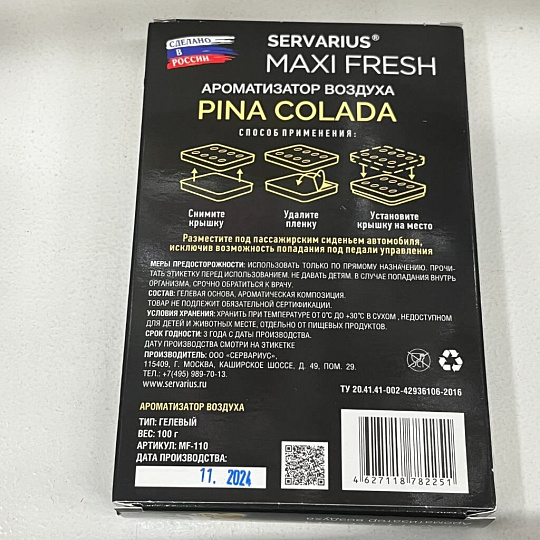 СДЕЛАНО
В
РОССИИ
SERVARIUS®
MAXI FRESH
АРОМАТИЗАТОР ВОЗДУХА
PINA COLADA
СПОСОБ ПРИМЕНЕНИЯ:
Снимите крышку
Удалите пленку
Установите крышку на место
Разместите под пассажирским сиденьем автомобиля,
исключив возможность попадания под педали управления
МЕРЫ ПРЕДОСТОРОЖНОСТИ: ИСПОЛЬЗОВАТЬ ТОЛЬКО ПО ПРЯМОМУ НАЗНАЧЕНИЮ. ПРОЧИ-
ТАТЬ ЭТИКЕТКУ ПЕРЕД ИСПОЛЬЗОВАНИЕМ. НЕ ДАВАТЬ ДЕТЯМ. В СЛУЧАЕ ПОПАДАНИЯ ВНУТРЬ
ОРГАНИЗМА, СРОЧНО ОБРАТИТЬСЯ К ВРАЧУ.
СОСТАВ: ГЕЛЕВАЯ ОСНОВА, АРОМАТИЧЕСКАЯ КОМПОЗИЦИЯ.
ТОВАР НЕ ПОДЛЕЖИТ ОБЯЗАТЕЛЬНОЙ СЕРТИФИКАЦИИ.
УСЛОВИЯ ХРАНЕНИЯ: ХРАНИТЬ ПРИ ТЕМПЕРАТУРЕ ОТ 0°C ДО +30°C В СУХОМ , НЕДОСТУПНОМ
ДЛЯ ДЕТЕЙ И ЖИВОТНЫХ МЕСТЕ, ОТДЕЛЬНО ОТ ПИЩЕВЫХ ПРОДУКТОВ.
СРОК ГОДНОСТИ: 3 ГОДА С ДАТЫ ПРОИЗВОДСТВА.
ДАТУ ПРОИЗВОДСТВА СМОТРИ НА ЭТИКЕТКЕ
ПРОИЗВОДИТЕЛЬ: ООО «СЕРВАРИУС»,
115409, Г. МОСКВА, КАШИРСКОЕ ШОССЕ, Д. 49, ПОМ. 29.
ТЕЛ.: +7(495) 989-70-13.
www.servarius.ru
ТУ 20.41.41-002-42936106-2016
АРОМАТИЗАТОР ВОЗДУХА
ТИП: ГЕЛЕВЫЙ
ВЕС: 100 г
АРТИКУЛ: MF-110
ДАТА ПРОИЗВОДСТВА:
11. 2024
4627118782251
ароматизатор воздуха